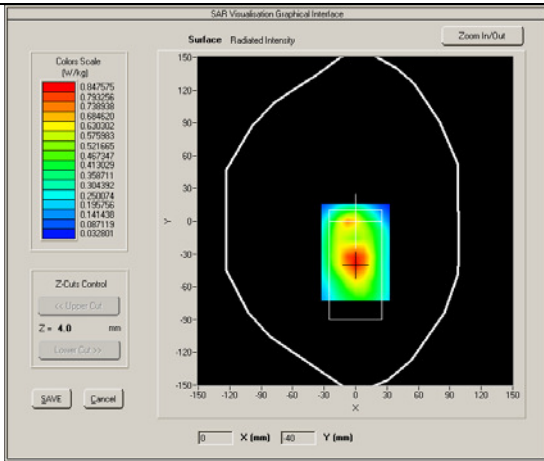 SAR Visualisation Graphical Interface
Surface Radiated Intensity
Zoom In/Out
Colors Scale
(W/kg)
0.847575
0.793256
0.738938
0.684620
0.630302
0.575983
0.521665
0.467347
0.413029
0.358711
0.304392
0.250074
0.195756
0.141438
0.087119
0.032801
Z-Cuts Control
<< Upper Cut
Z = 4.0 mm
Lower Cut >>
SAVE Cancel
150
120
90
60
30
0
-30
-60
-90
-120
-150
Y
-150 -120 -90 -60 -30 0 30 60 90 120 150
X
0 X (mm) -40 Y (mm)